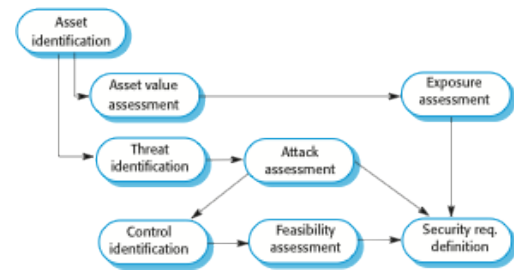 Asset
identification
Asset value
assessment
Exposure
assessment
Threat
identification
Attack
assessment
Control
identification
Feasibility
assessment
Security req.
definition